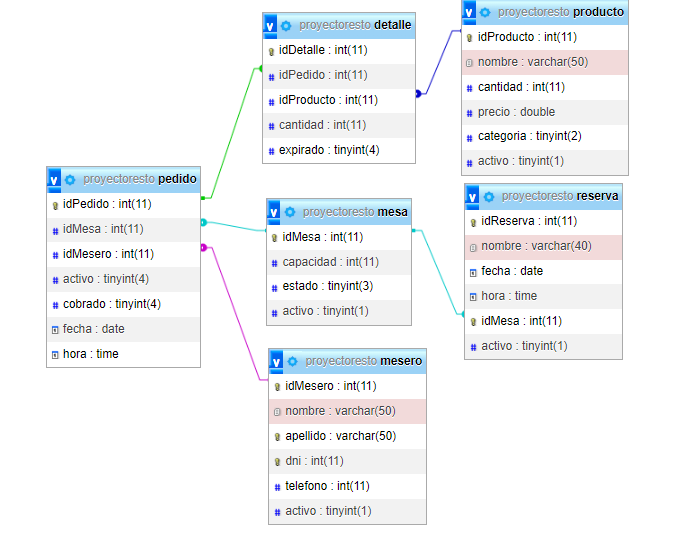 proyectoresto detalle
idDetalle : int(11)
idPedido : int(11)
idProducto : int(11)
cantidad : int(11)
expirado : tinyint(4)
proyectoresto producto
idProducto : int(11)
nombre : varchar(50)
cantidad : int(11)
precio : double
categoria : tinyint(2)
activo : tinyint(1)
proyectoresto pedido
idPedido : int(11)
idMesa : int(11)
idMesero : int(11)
activo : tinyint(4)
cobrado : tinyint(4)
fecha : date
hora : time
proyectoresto mesa
idMesa : int(11)
capacidad : int(11)
estado : tinyint(3)
activo : tinyint(1)
proyectoresto reserva
idReserva : int(11)
nombre : varchar(40)
fecha : date
hora : time
idMesa : int(11)
activo : tinyint(1)
proyectoresto mesero
idMesero : int(11)
nombre : varchar(50)
apellido : varchar(50)
dni : int(11)
telefono : int(11)
activo : tinyint(1)